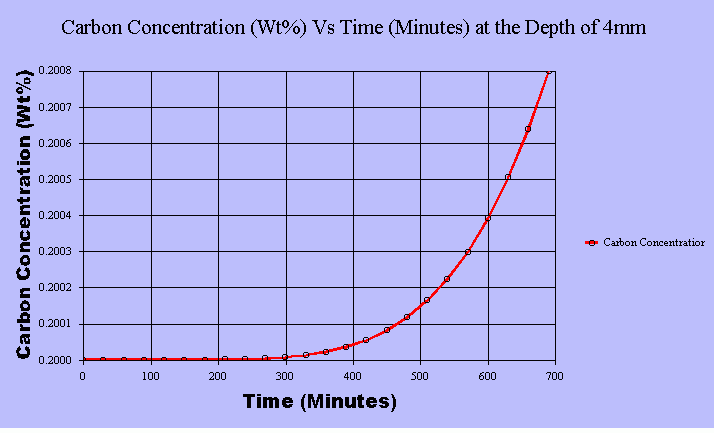 Carbon Concentration (Wt%) Vs Time (Minutes) at the Depth of 4mm
Carbon Concentration (Wt%)
0.2008
0.2007
0.2006
0.2005
0.2004
0.2003
0.2002
0.2001
0.2000
0 100 200 300 400 500 600 700
Time (Minutes)
Carbon Concentration